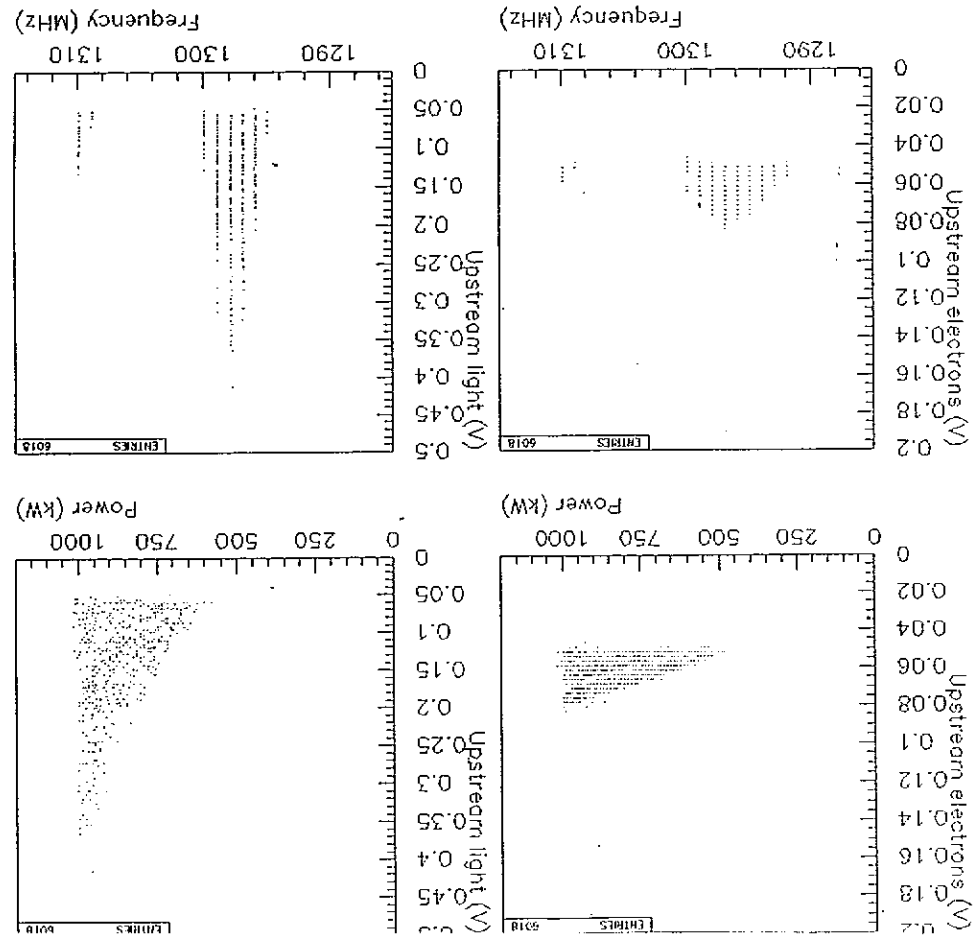 Upstream electrons (V)
ENTRIES 6018
0.2
0.18
0.16
0.14
0.12
0.1
0.08
0.06
0.04
0.02
0
0 250 500 750 1000
Power (kW)
Upstream light (V)
ENTRIES 6018
0.45
0.4
0.35
0.3
0.25
0.2
0.15
0.1
0.05
0
0 250 500 750 1000
Power (kW)
Upstream electrons (V)
ENTRIES 6018
0.2
0.18
0.16
0.14
0.12
0.1
0.08
0.06
0.04
0.02
0
1290 1300 1310
Frequency (MHz)
Upstream light (V)
ENTRIES 6018
0.5
0.45
0.4
0.35
0.3
0.25
0.2
0.15
0.1
0.05
0
1290 1300 1310
Frequency (MHz)